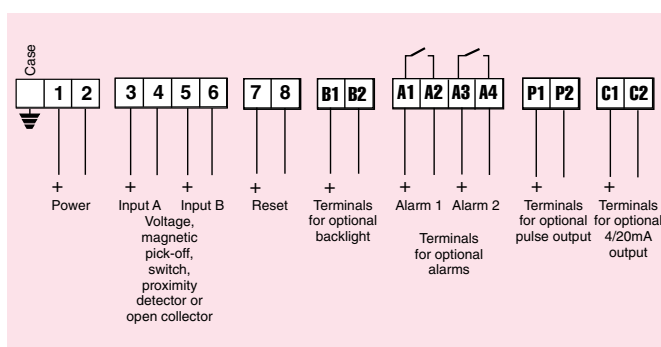 Case
1 2 3 4 5 6 7 8 B1 B2 A1 A2 A3 A4 P1 P2 C1 C2
+ + + + + + + + +
Power
Input A Input B
Voltage,
magnetic
pick-off,
switch,
proximity
detector or
open collector
Reset
Terminals
for optional
backlight
Alarm 1 Alarm 2
Terminals
for optional
alarms
Terminals
for optional
pulse output
Terminals
for optional
4/20mA
output